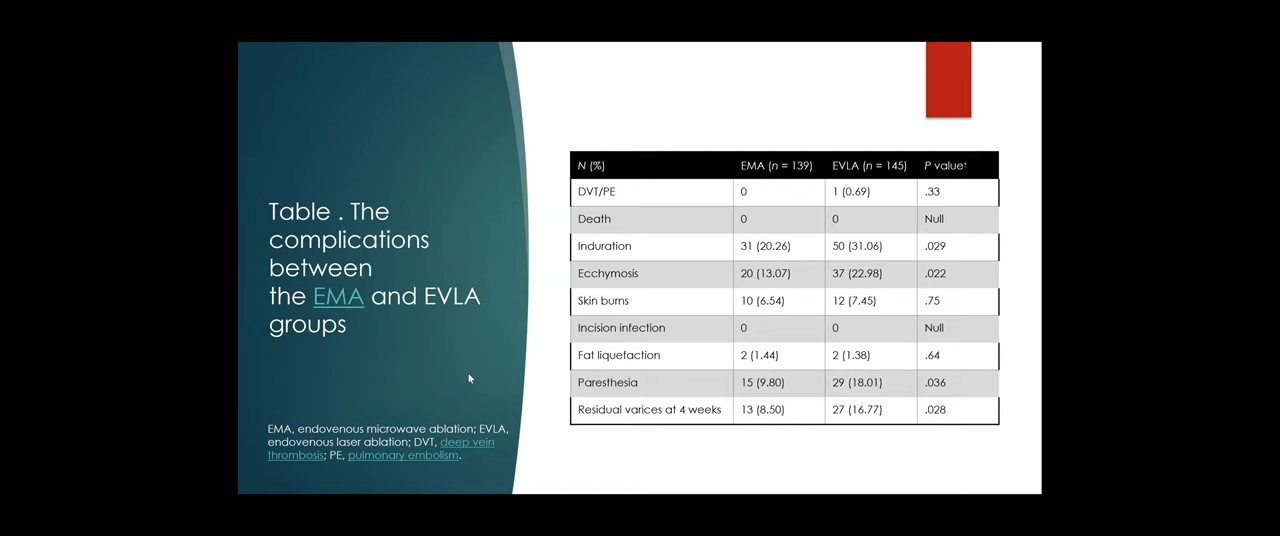 Table . The
complications
between
the EMA and EVLA
groups
EMA, endovenous microwave ablation; EVLA,
endovenous laser ablation; DVT, deep vein
thrombosis; PE, pulmonary embolism.
N (%) EMA (n = 139) EVLA (n = 145) P value‡
DVT/PE 0 1 (0.69) .33
Death 0 0 Null
Induration 31 (20.26) 50 (31.06) .029
Ecchymosis 20 (13.07) 37 (22.98) .022
Skin burns 10 (6.54) 12 (7.45) .75
Incision infection 0 0 Null
Fat liquefaction 2 (1.44) 2 (1.38) .64
Paresthesia 15 (9.80) 29 (18.01) .036
Residual varices at 4 weeks 13 (8.50) 27 (16.77) .028